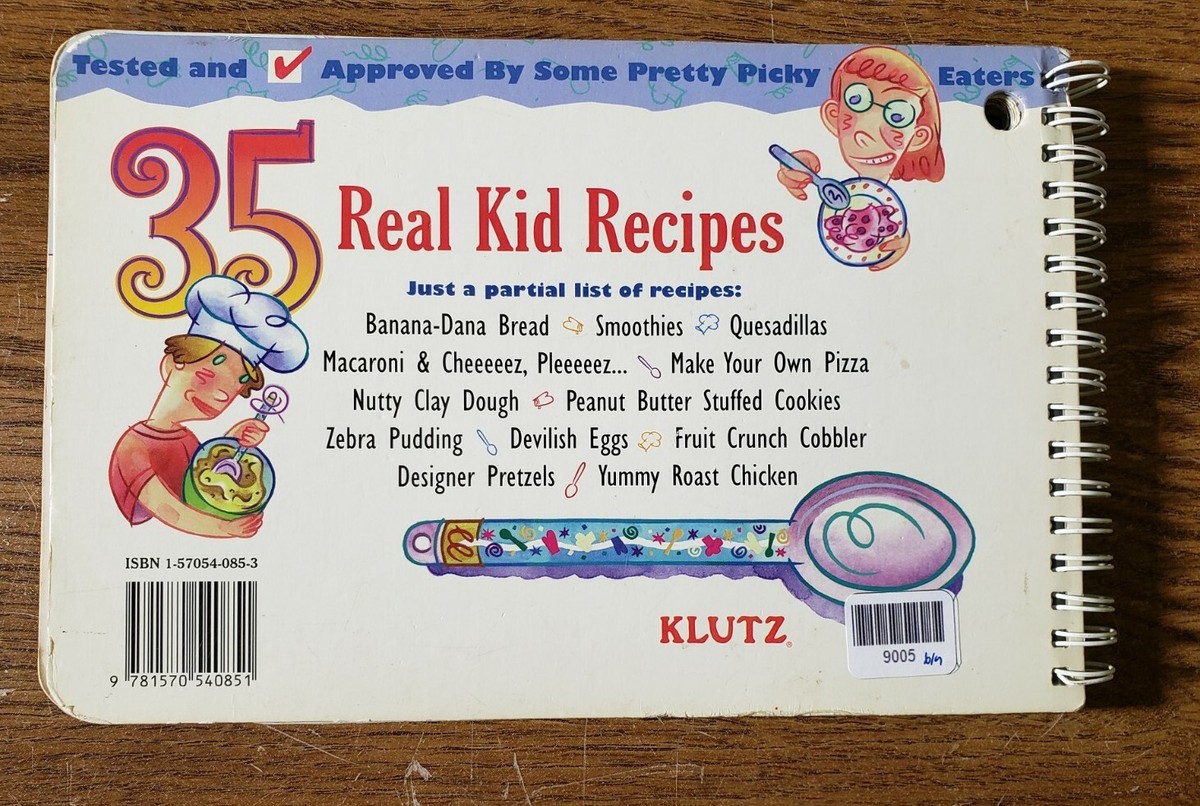 Tested and Approved By Some Pretty Picky Eaters
35
Real Kid Recipes
Just a partial list of recipes:
Banana-Dana Bread Smoothies Quesadillas
Macaroni & Cheeeeez, Pleeeeez... Make Your Own Pizza
Nutty Clay Dough Peanut Butter Stuffed Cookies
Zebra Pudding Devilish Eggs Fruit Crunch Cobbler
Designer Pretzels Yummy Roast Chicken
ISBN 1-57054-085-3
9 781570 540851
KLUTZ®
9005